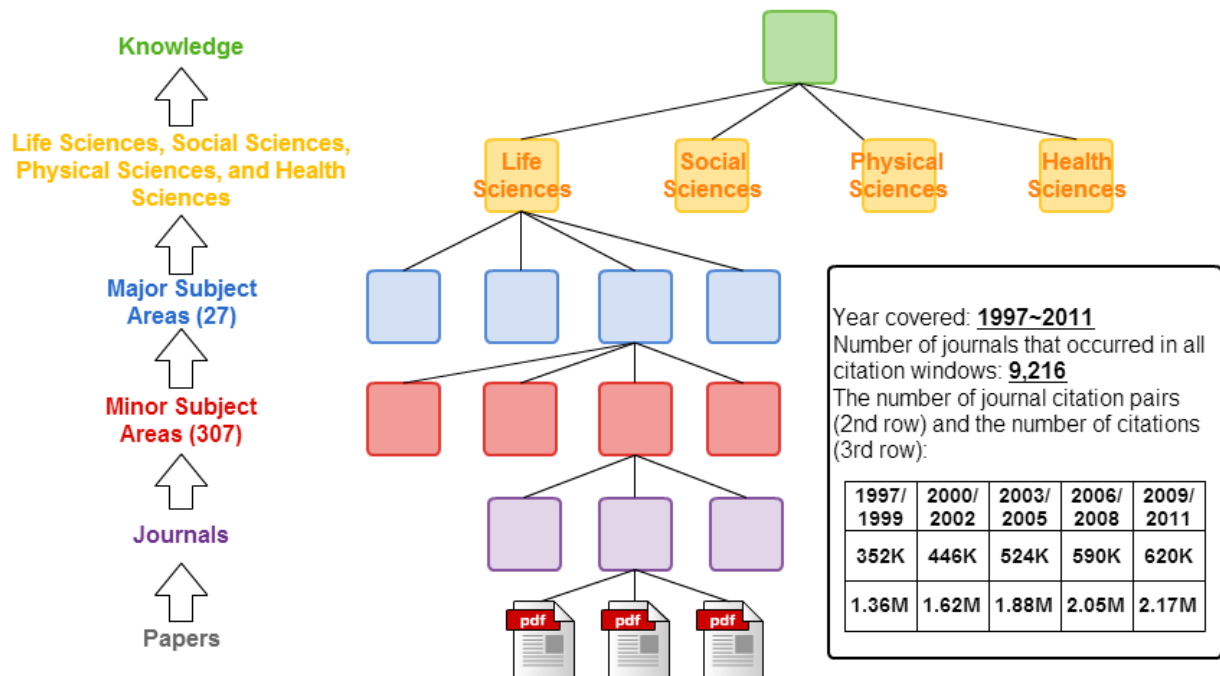 Knowledge
Life Sciences, Social Sciences,
Physical Sciences, and Health
Sciences
Major Subject
Areas (27)
Minor Subject
Areas (307)
Journals
Papers
Life
Sciences
Social
Sciences
Physical
Sciences
Health
Sciences
pdf
pdf
pdf
Year covered: 1997~2011
Number of journals that occurred in all
citation windows: 9,216
The number of journal citation pairs
(2nd row) and the number of citations
(3rd row):
1997/ 2000/ 2003/ 2006/ 2009/
1999 2002 2005 2008 2011
352K 446K 524K 590K 620K
1.36M 1.62M 1.88M 2.05M 2.17M